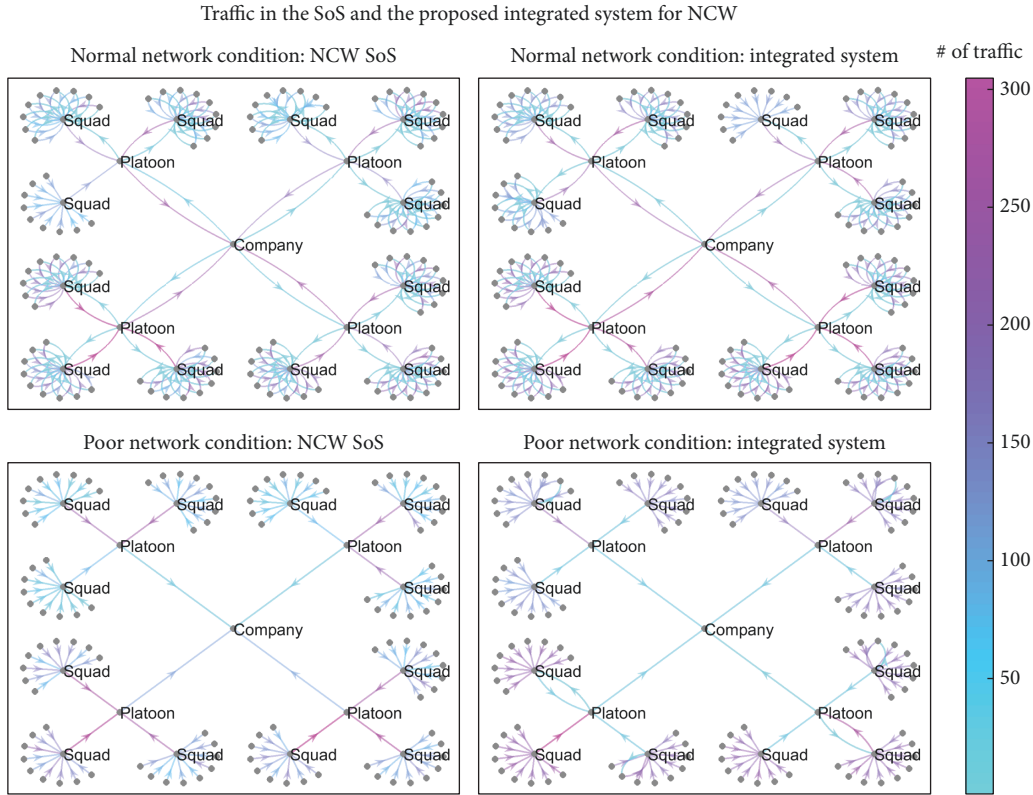 Traffic in the SoS and the proposed integrated system for NCW
Normal network condition: NCW SoS
Squad Squad Squad Squad
Platoon Platoon
Squad Squad
Company
Squad Squad
Platoon Platoon
Squad Squad Squad Squad
Normal network condition: integrated system
Squad Squad Squad Squad
Platoon Platoon
Squad Squad
Company
Squad Squad
Platoon Platoon
Squad Squad Squad Squad
Poor network condition: NCW SoS
Squad Squad Squad Squad
Platoon Platoon
Squad Squad
Company
Squad Squad
Platoon Platoon
Squad Squad Squad Squad
Poor network condition: integrated system
Squad Squad Squad Squad
Platoon Platoon
Squad Squad
Company
Squad Squad
Platoon Platoon
Squad Squad Squad Squad
# of traffic
300
250
200
150
100
50